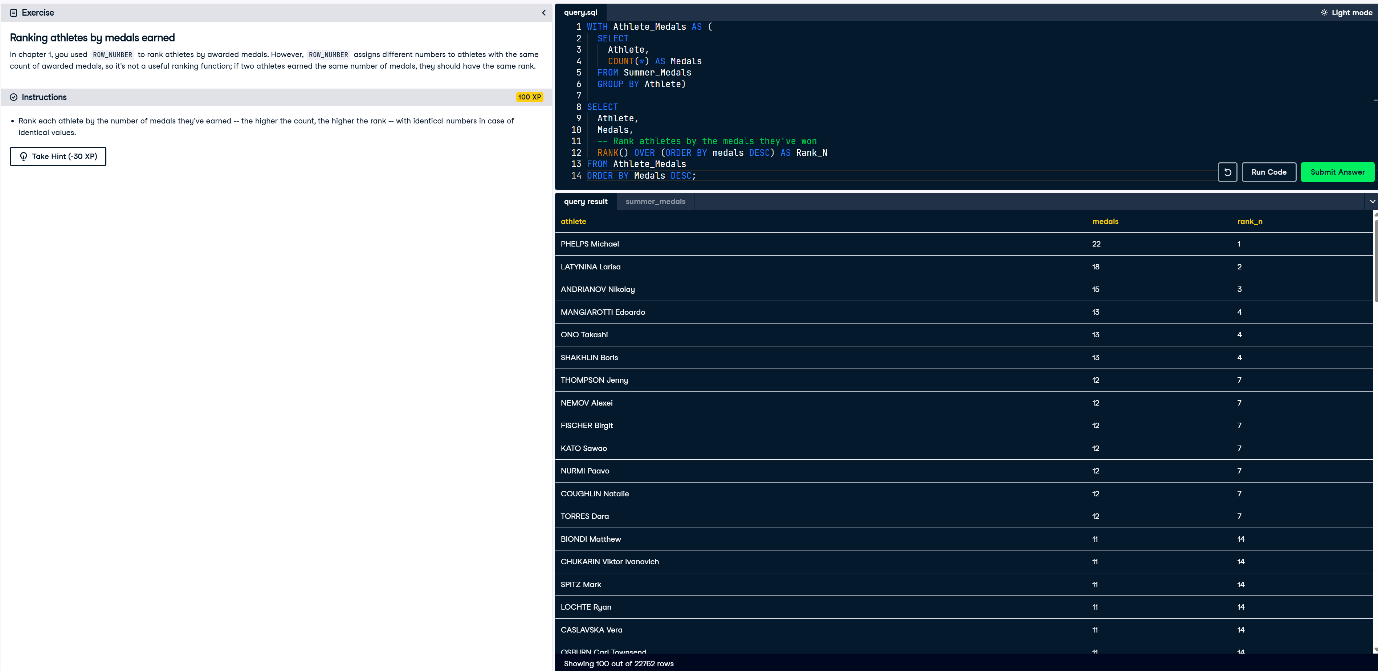 Exercise
Ranking athletes by medals earned
In chapter 1, you used ROW_NUMBER to rank athletes by awarded medals. However, ROW_NUMBER assigns different numbers to athletes with the same
count of awarded medals, so it's not a useful ranking function; if two athletes earned the same number of medals, they should have the same rank.
Instructions
100 XP
• Rank each athlete by the number of medals they've earned -- the higher the count, the higher the rank -- with identical numbers in case of
identical values.
Take Hint (-30 XP)
query.sql
Light mode
1 WITH Athlete_Medals AS (
2 SELECT
3 Athlete,
4 COUNT(*) AS Medals
5 FROM Summer_Medals
6 GROUP BY Athlete)
7
8 SELECT
9 Athlete,
10 Medals,
11 -- Rank athletes by the medals they've won
12 RANK() OVER (ORDER BY medals DESC) AS Rank_N
13 FROM Athlete_Medals
14 ORDER BY Medals DESC;
Run Code
Submit Answer
query result summer_medals
athlete medals rank_n
PHELPS Michael 22 1
LATYNINA Larisa 18 2
ANDRIANOV Nikolay 15 3
MANGIAROTTI Edoardo 13 4
ONO Takashi 13 4
SHAKHLIN Boris 13 4
THOMPSON Jenny 12 7
NEMOV Alexei 12 7
FISCHER Birgit 12 7
KATO Sawao 12 7
NURMI Paavo 12 7
COUGHLIN Natalie 12 7
TORRES Dara 12 7
BIONDI Matthew 11 14
CHUKARIN Viktor Ivanovich 11 14
SPITZ Mark 11 14
LOCHTE Ryan 11 14
CASLAVSKA Vera 11 14
OSBURN Carl Townsend 11 14
Showing 100 out of 22762 rows